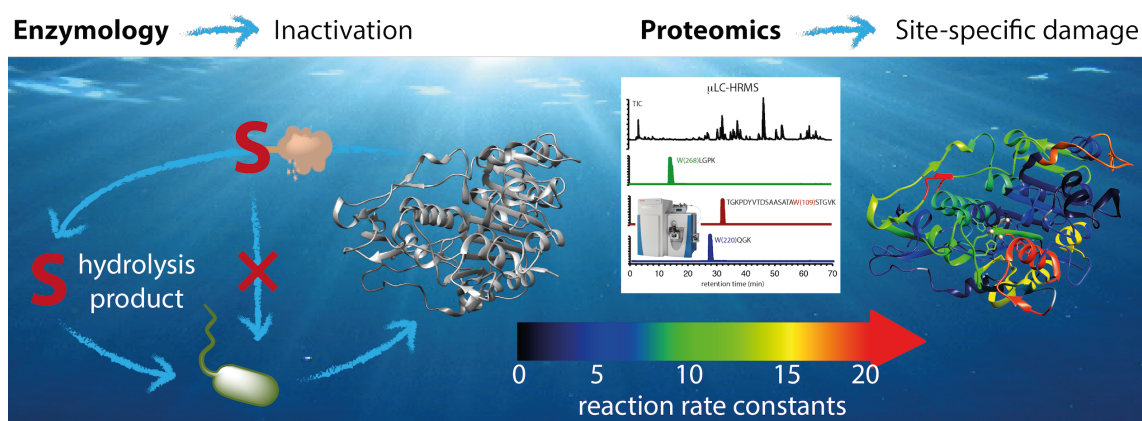 Enzymology Inactivation
Proteomics Site-specific damage
S
S hydrolysis
product
µLC-HRMS
TIC
W(268)LGPK
TGKPDYVTDSAASATAW(109)STGVK
W(220)QGK
0 10 20 30 40 50 60 70
retention time (min)
0 5 10 15 20
reaction rate constants